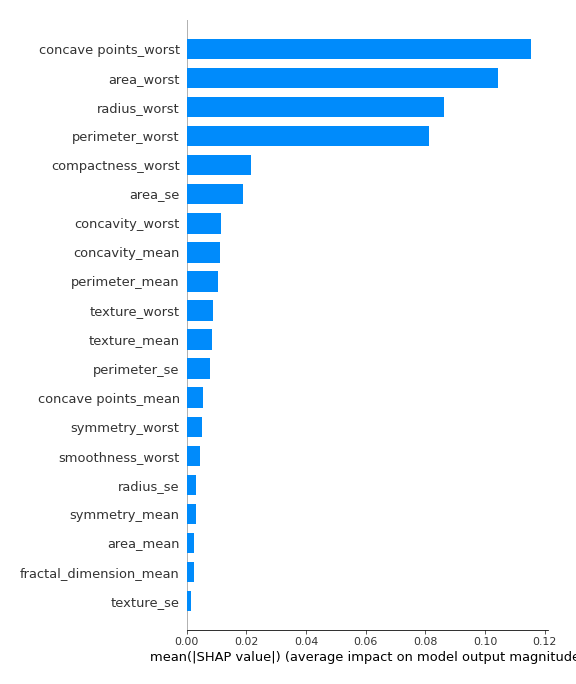 concave points_worst
area_worst
radius_worst
perimeter_worst
compactness_worst
area_se
concavity_worst
concavity_mean
perimeter_mean
texture_worst
texture_mean
perimeter_se
concave points_mean
symmetry_worst
smoothness_worst
radius_se
symmetry_mean
area_mean
fractal_dimension_mean
texture_se
0.00 0.02 0.04 0.06 0.08 0.10 0.12
mean(|SHAP value|) (average impact on model output magnitude